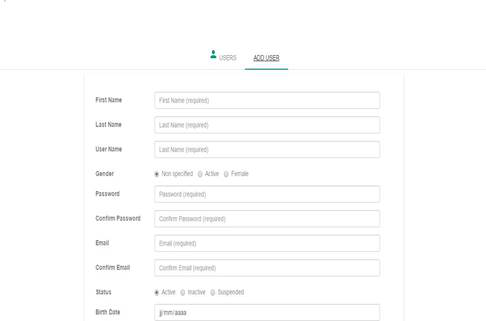 USERS ADD USER
First Name First Name (required)
Last Name Last Name (required)
User Name Last Name (required)
Gender Non specified Active Female
Password Password (required)
Confirm Password Confirm Password (required)
Email Email (required)
Confirm Email Confirm Email (required)
Status Active Inactive Suspended
Birth Date jj/mm/aaaa